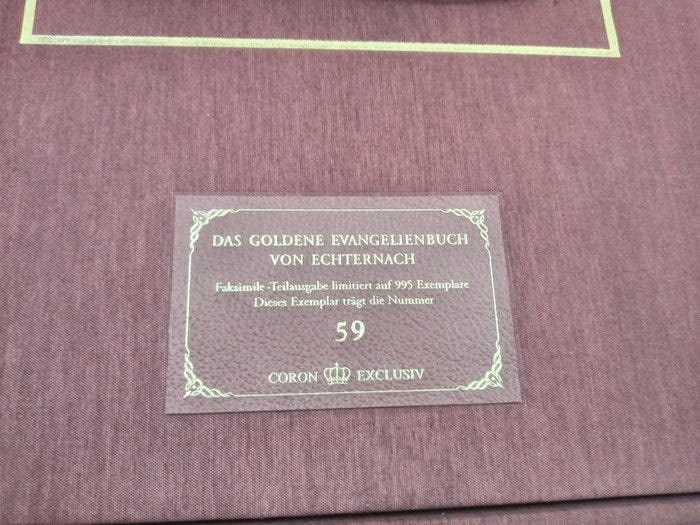 DAS GOLDENE EVANGELIENBUCH
VON ECHTERNACH
Faksimile-Teilausgabe limitiert auf 995 Exemplare
Dieses Exemplar trägt die Nummer
59
CORON EXCLUSIV